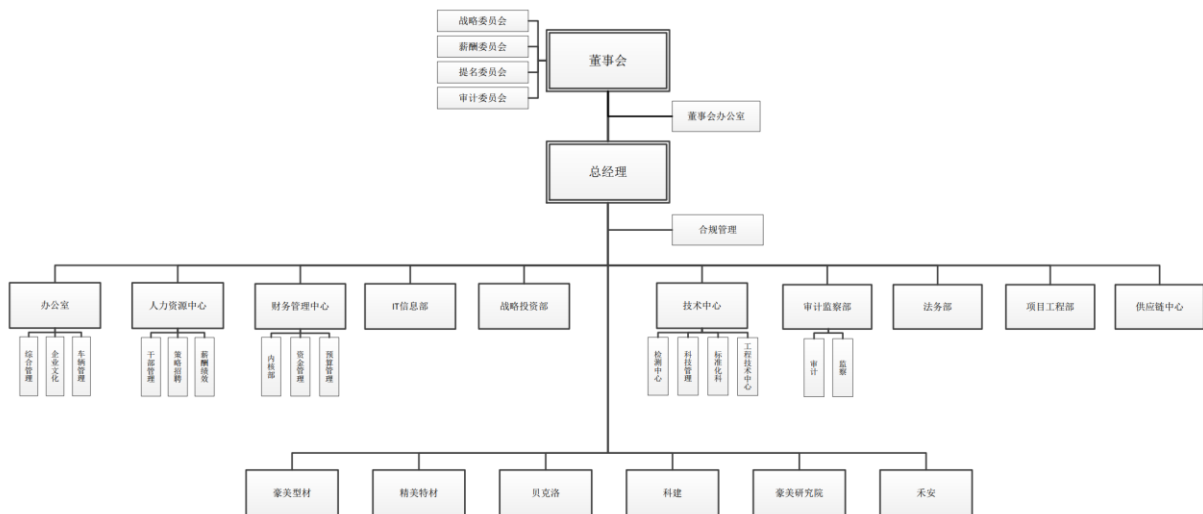 战略委员会
薪酬委员会
提名委员会
审计委员会
董事会
董事会办公室
总经理
合规管理
办公室
人力资源中心
财务管理中心
IT信息部
战略投资部
技术中心
审计监察部
法务部
项目工程部
供应链中心
综合管理
企业文化
车辆管理
干部管理
策略招聘
薪酬绩效
内核部
资金管理
预算管理
检测中心
科技管理
标准化科
工程技术中心
审计
监察
豪美型材
精美特材
贝克洛
科建
豪美研究院
禾安